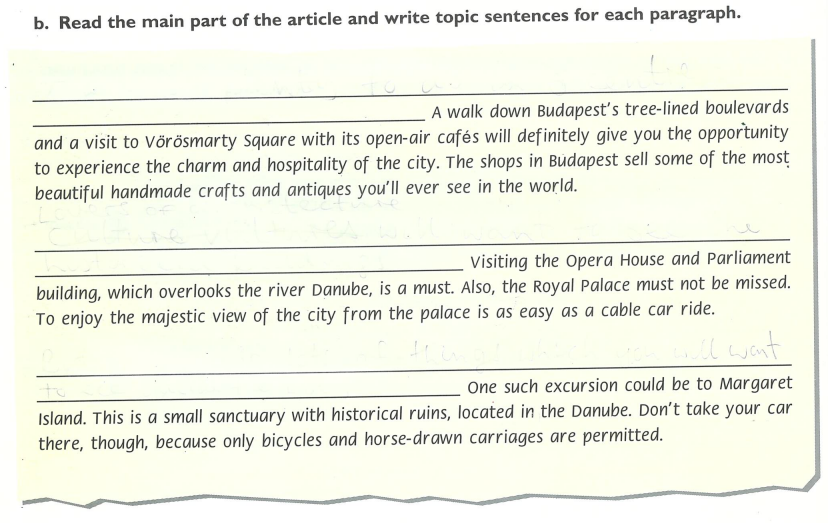 b. Read the main part of the article and write topic sentences for each paragraph.
A walk down Budapest's tree-lined boulevards
and a visit to Vörösmarty Square with its open-air cafés will definitely give you the opportunity
to experience the charm and hospitality of the city. The shops in Budapest sell some of the most
beautiful handmade crafts and antiques you'll ever see in the world.
Visiting the Opera House and Parliament
building, which overlooks the river Danube, is a must. Also, the Royal Palace must not be missed.
To enjoy the majestic view of the city from the palace is as easy as a cable car ride.
will want
to
One such excursion could be to Margaret
Island. This is a small sanctuary with historical ruins, located in the Danube. Don't take your car
there, though, because only bicycles and horse-drawn carriages are permitted.